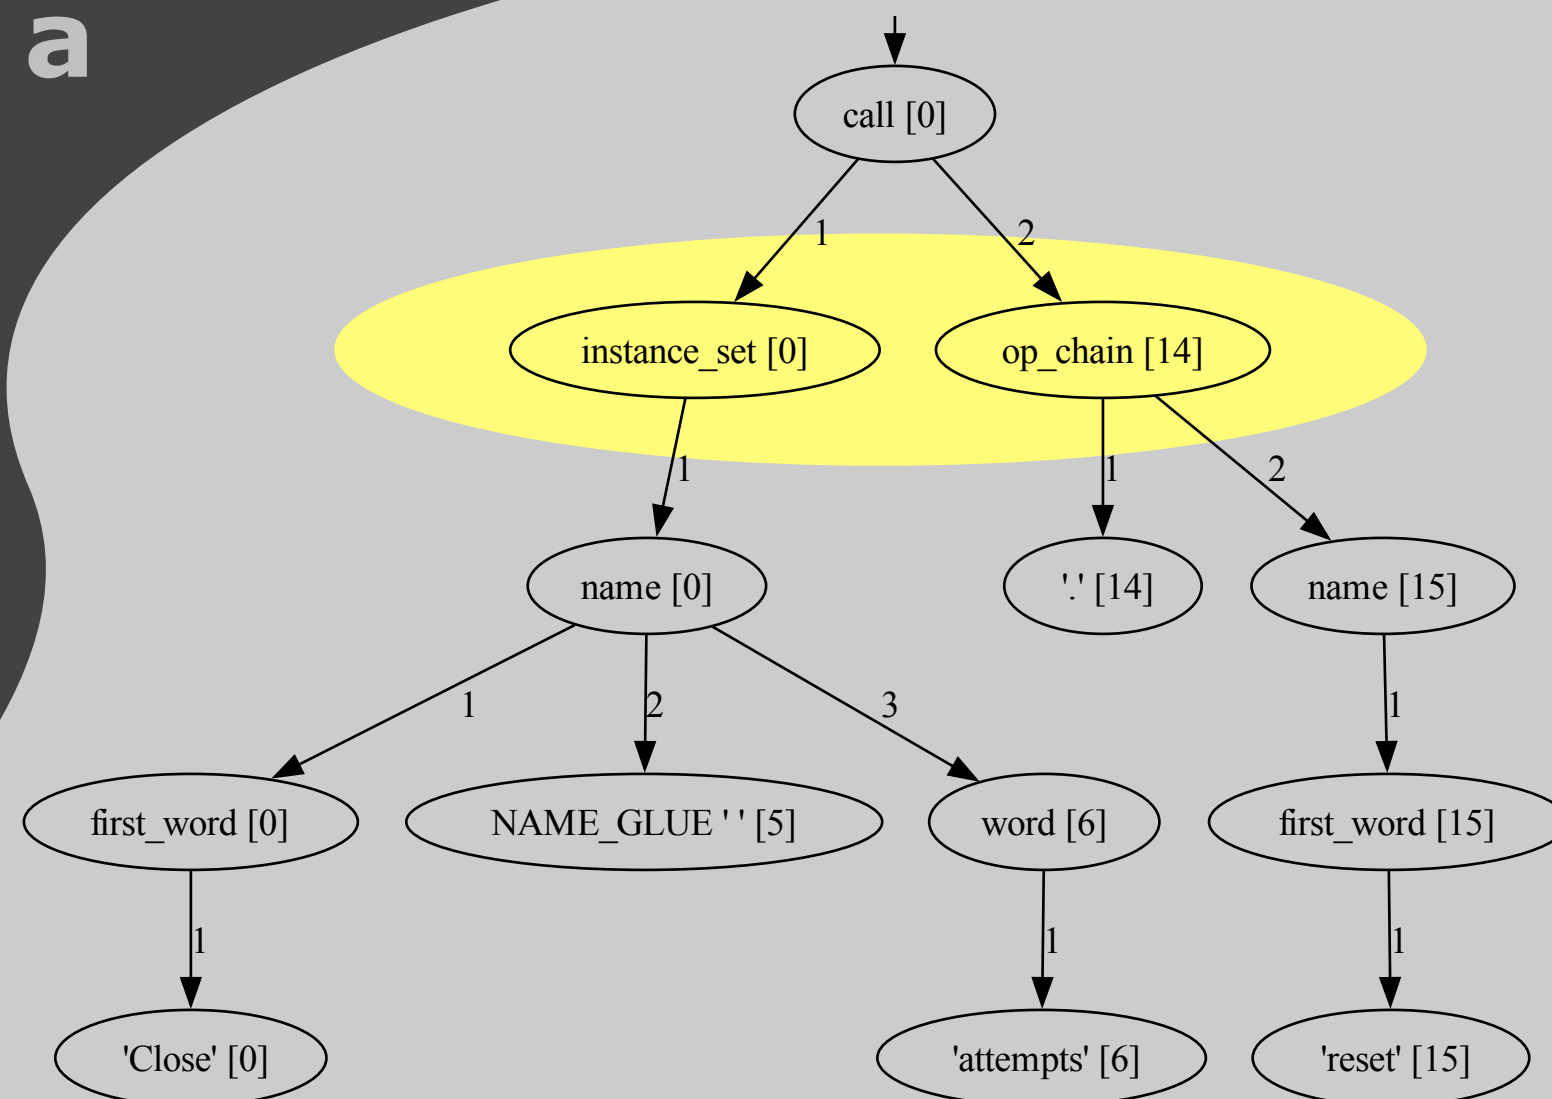 a
call [0]
1 2
instance_set [0] op_chain [14]
1 1 2
name [0] '.' [14] name [15]
1 2 3 1
first_word [0] NAME_GLUE ' ' [5] word [6] first_word [15]
1 1 1
'Close' [0] 'attempts' [6] 'reset' [15]